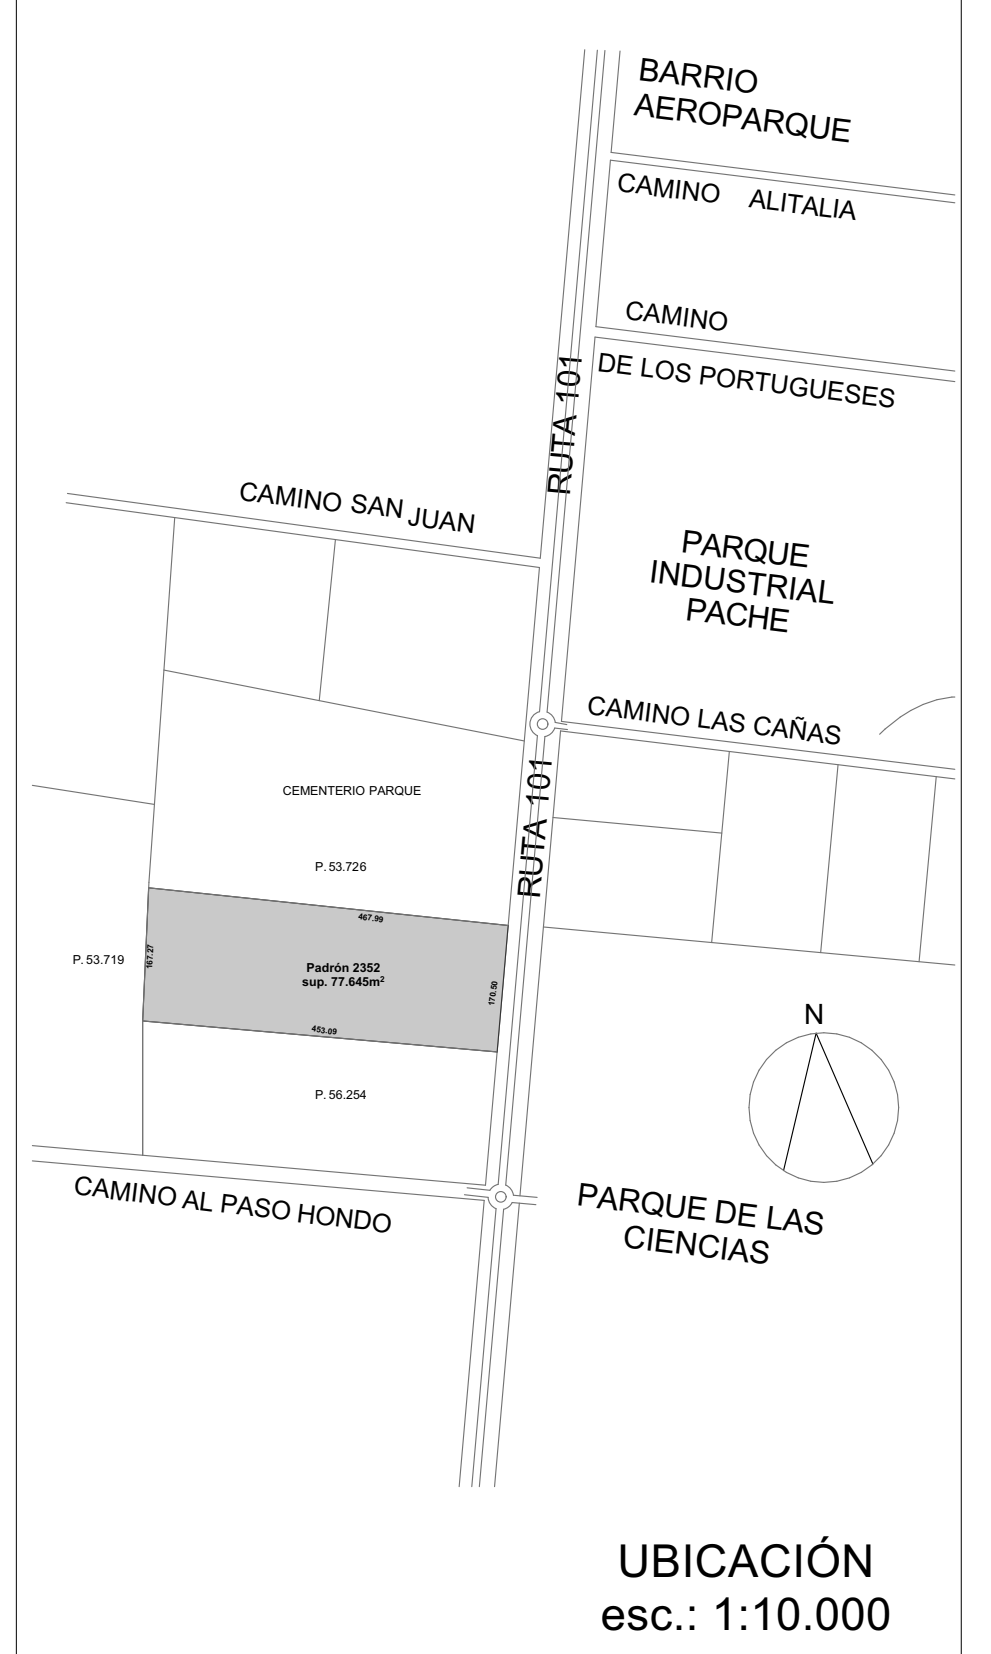 BARRIO
AEROPARQUE
CAMINO ALITALIA
CAMINO
DE LOS PORTUGUESES
RUTA 101
CAMINO SAN JUAN
PARQUE
INDUSTRIAL
PACHE
CAMINO LAS CAÑAS
RUTA 101
CEMENTERIO PARQUE
P. 53.726
467.99
P. 53.719
167.27
Padrón 2352
sup. 77.645m²
170.50
453.09
N
P. 56.254
CAMINO AL PASO HONDO
PARQUE DE LAS
CIENCIAS
UBICACIÓN
esc.: 1:10.000